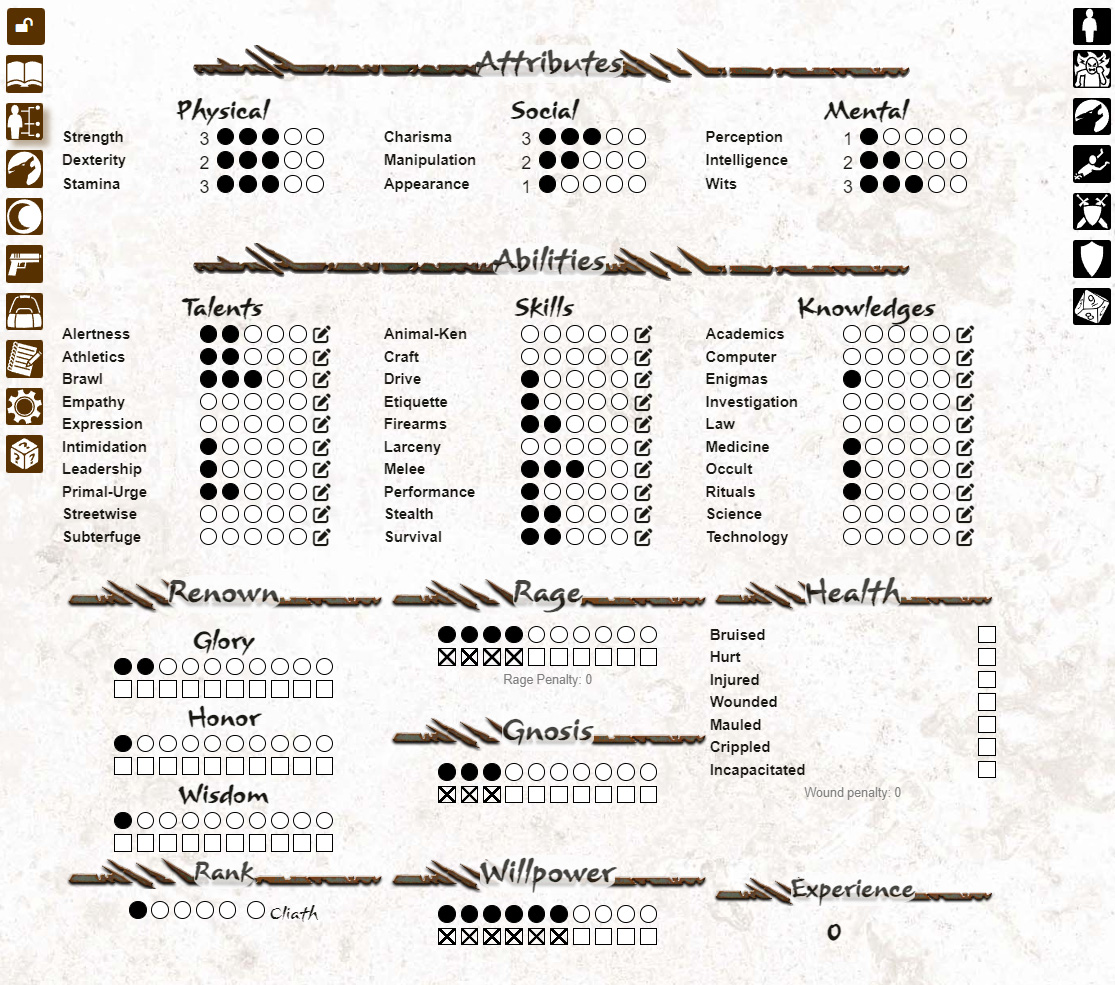 Attributes
Physical Social Mental
Strength 3 Charisma 3 Perception 1
Dexterity 2 Manipulation 2 Intelligence 2
Stamina 3 Appearance 1 Wits 3
Abilities
Talents Skills Knowledges
Alertness Animal-Ken Academics
Athletics Craft Computer
Brawl Drive Enigmas
Empathy Etiquette Investigation
Expression Firearms Law
Intimidation Larceny Medicine
Leadership Melee Occult
Primal-Urge Performance Rituals
Streetwise Stealth Science
Subterfuge Survival Technology
Renown Rage Health
Glory
Honor
Wisdom
Rank
Cliath
Rage Penalty: 0
Gnosis
Willpower
Bruised
Hurt
Injured
Wounded
Mauled
Crippled
Incapacitated
Wound penalty: 0
Experience
0